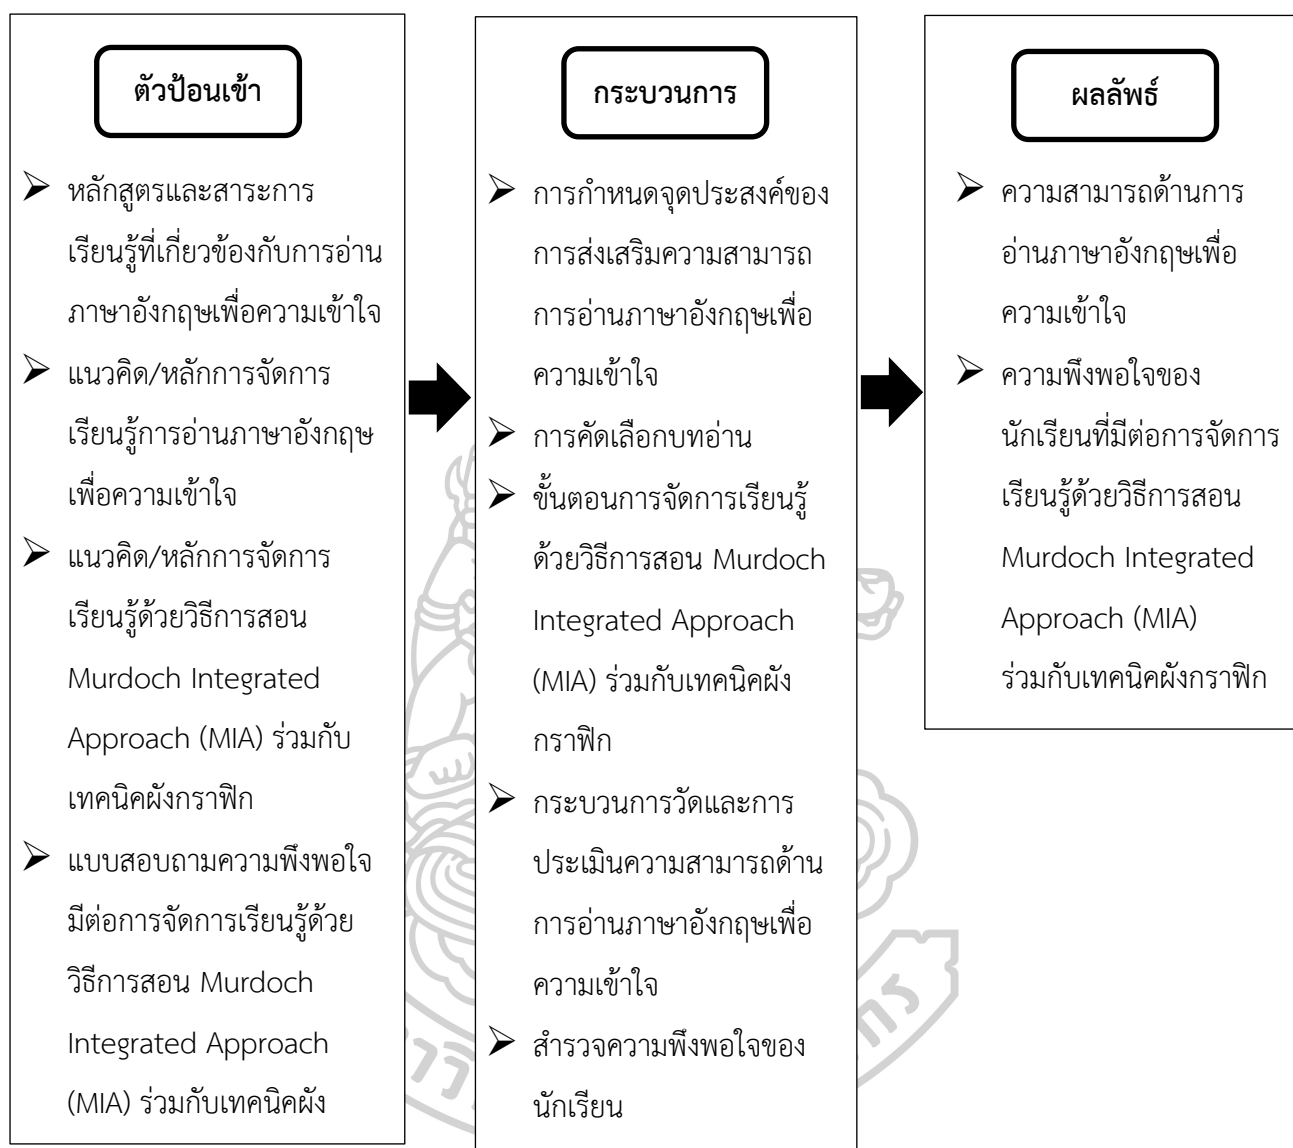 ตัวป้อนเข้า
หลักสูตรและสาระการ
เรียนรู้ที่เกี่ยวข้องกับการอ่าน
ภาษาอังกฤษเพื่อความเข้าใจ
แนวคิด/หลักการจัดการ
เรียนรู้การอ่านภาษาอังกฤษ
เพื่อความเข้าใจ
แนวคิด/หลักการจัดการ
เรียนรู้ด้วยวิธีการสอน
Murdoch Integrated
Approach (MIA) ร่วมกับ
เทคนิคผังกราฟิก
แบบสอบถามความพึงพอใจ
มีต่อการจัดการเรียนรู้ด้วย
วิธีการสอน Murdoch
Integrated Approach
(MIA) ร่วมกับเทคนิคผัง
กระบวนการ
การกำหนดจุดประสงค์ของ
การส่งเสริมความสามารถ
การอ่านภาษาอังกฤษเพื่อ
ความเข้าใจ
การคัดเลือกบทอ่าน
ขั้นตอนการจัดการเรียนรู้
ด้วยวิธีการสอน Murdoch
Integrated Approach
(MIA) ร่วมกับเทคนิคผัง
กราฟิก
กระบวนการวัดและการ
ประเมินความสามารถด้าน
การอ่านภาษาอังกฤษเพื่อ
ความเข้าใจ
สำรวจความพึงพอใจของ
นักเรียน
ผลลัพธ์
ความสามารถด้านการ
อ่านภาษาอังกฤษเพื่อ
ความเข้าใจ
ความพึงพอใจของ
นักเรียนที่มีต่อการจัดการ
เรียนรู้ด้วยวิธีการสอน
Murdoch Integrated
Approach (MIA)
ร่วมกับเทคนิคผังกราฟิก